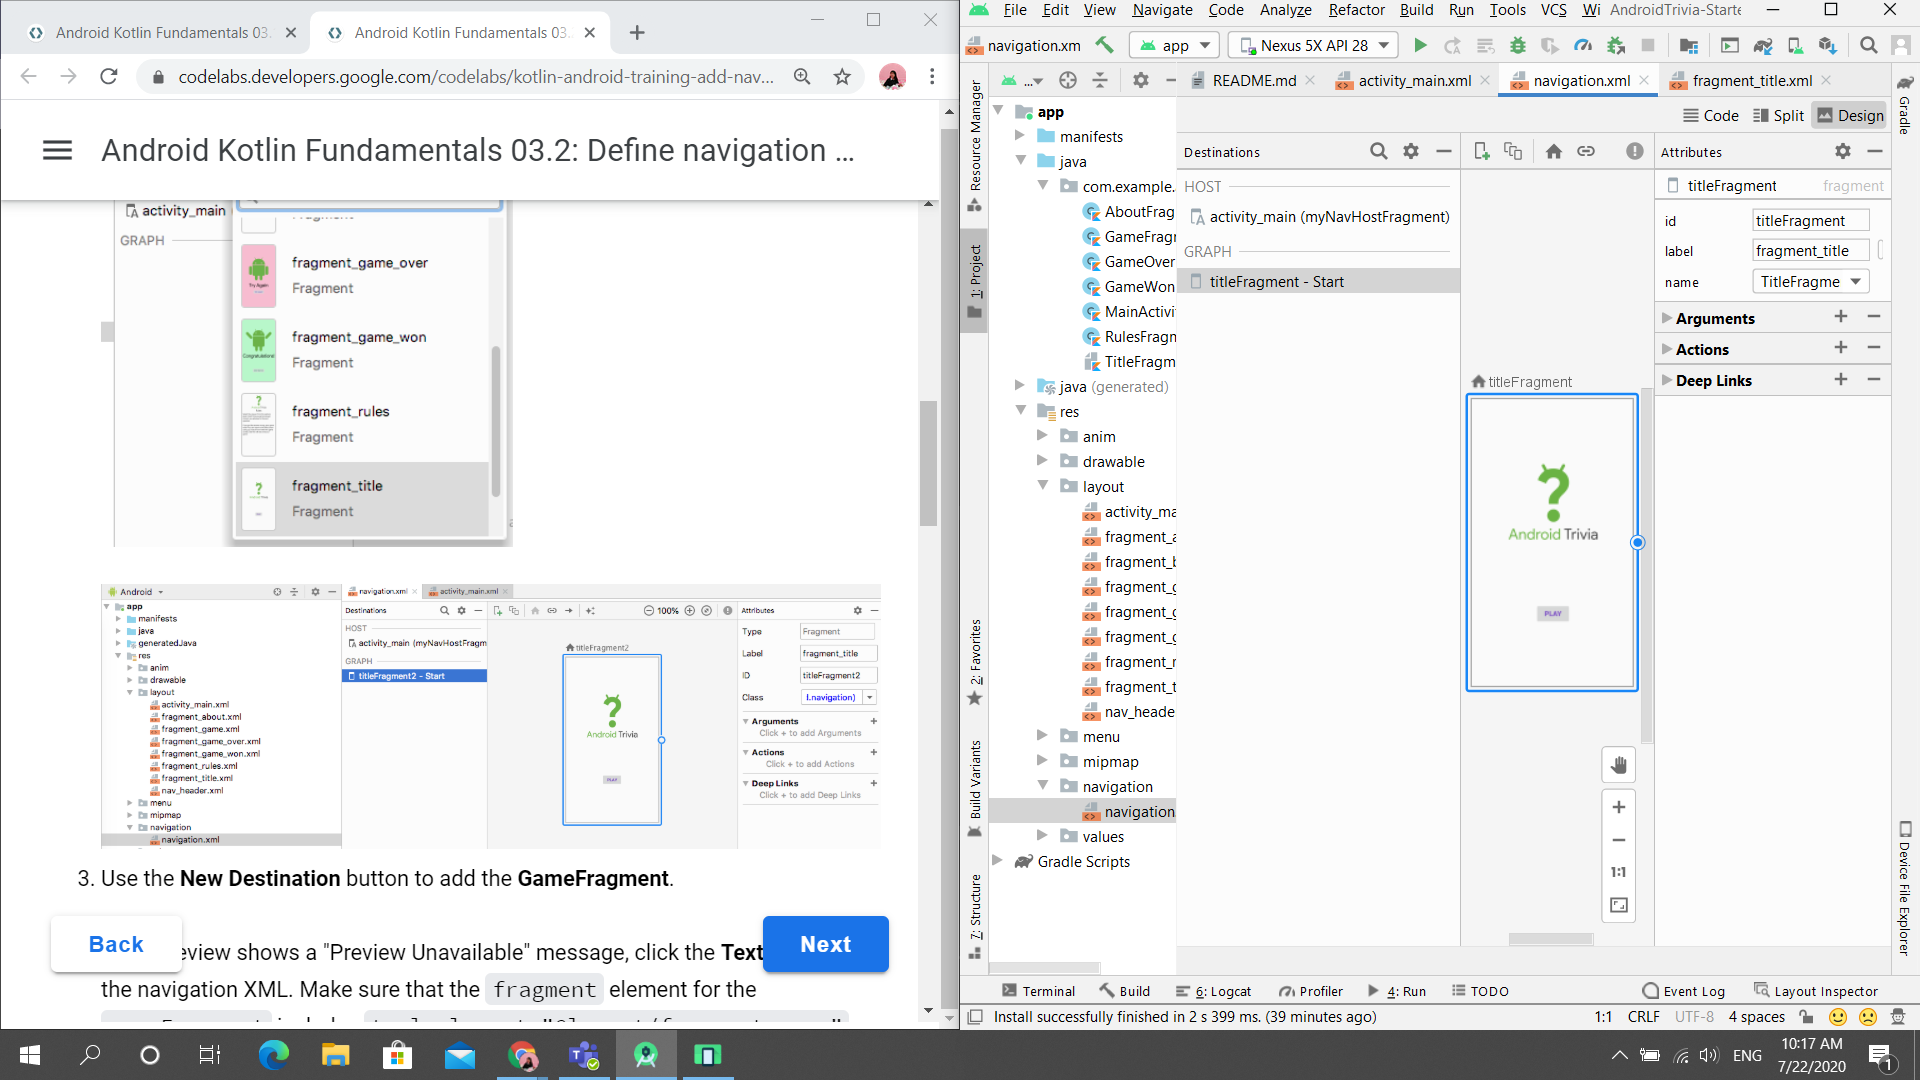 Android Kotlin Fundamentals 03.
Android Kotlin Fundamentals 03.
codelabs.developers.google.com/codelabs/kotlin-android-training-add-nav...
Android Kotlin Fundamentals 03.2: Define navigation ...
activity_main
GRAPH
fragment_game_over
Fragment
Try Again
fragment_game_won
Fragment
Congratulations!
fragment_rules
Fragment
fragment_title
Fragment
Android
navigation.xml
activity_main.xml
app
manifests
java
generatedJava
res
anim
drawable
layout
activity_main.xml
fragment_about.xml
fragment_game.xml
fragment_game_over.xml
fragment_game_won.xml
fragment_rules.xml
fragment_title.xml
nav_header.xml
menu
mipmap
navigation
navigation.xml
Destinations
HOST
activity_main (myNavHostFragm
GRAPH
titleFragment2 - Start
100%
titleFragment2
Android Trivia
PLAY
Attributes
Type Fragment
Label fragment_title
ID titleFragment2
Class l.navigation)
Arguments
Click + to add Arguments
Actions
Click + to add Actions
Deep Links
Click + to add Deep Links
3. Use the New Destination button to add the GameFragment.
eview shows a "Preview Unavailable" message, click the Text
the navigation XML. Make sure that the fragment element for the
Back
Next
File Edit View Navigate Code Analyze Refactor Build Run Tools VCS Wi AndroidTrivia-Starte
navigation.xm
app
Nexus 5X API 28
...
README.md
activity_main.xml
navigation.xml
fragment_title.xml
Code Split Design
Resource Manager
1: Project
2: Favorites
Build Variants
7: Structure
app
manifests
java
com.example.
AboutFrag
GameFragr
GameOver
GameWon
MainActivi
RulesFragn
TitleFragm
java (generated)
res
anim
drawable
layout
activity_ma
fragment_a
fragment_b
fragment_g
fragment_g
fragment_g
fragment_r
fragment_t
nav_heade
menu
mipmap
navigation
navigation.
values
Gradle Scripts
Destinations
HOST
activity_main (myNavHostFragment)
GRAPH
titleFragment - Start
titleFragment
Android Trivia
PLAY
1:1
Attributes
titleFragment fragment
id titleFragment
label fragment_title
name TitleFragme
Arguments
Actions
Deep Links
Gradle
Device File Explorer
Terminal Build 6: Logcat Profiler 4: Run TODO Event Log Layout Inspector
Install successfully finished in 2 s 399 ms. (39 minutes ago) 1:1 CRLF UTF-8 4 spaces
ENG
10:17 AM
7/22/2020
1